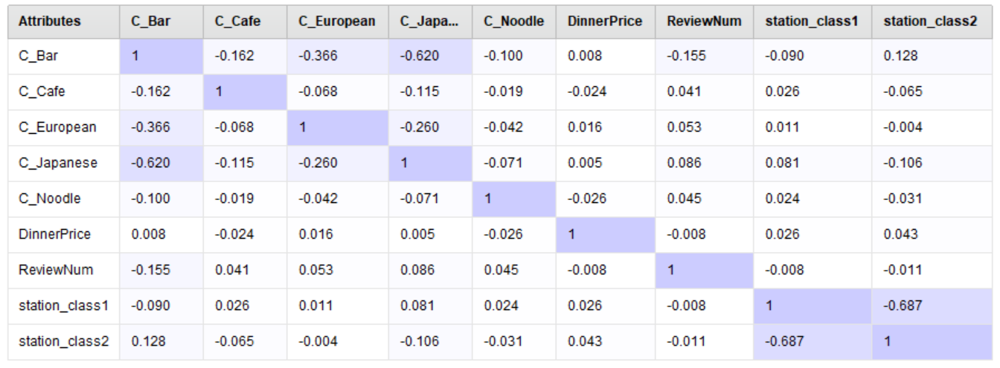 Attributes C_Bar C_Cafe C_European C_Japa... C_Noodle DinnerPrice ReviewNum station_class1 station_class2
C_Bar 1 -0.162 -0.366 -0.620 -0.100 0.008 -0.155 -0.090 0.128
C_Cafe -0.162 1 -0.068 -0.115 -0.019 -0.024 0.041 0.026 -0.065
C_European -0.366 -0.068 1 -0.260 -0.042 0.016 0.053 0.011 -0.004
C_Japanese -0.620 -0.115 -0.260 1 -0.071 0.005 0.086 0.081 -0.106
C_Noodle -0.100 -0.019 -0.042 -0.071 1 -0.026 0.045 0.024 -0.031
DinnerPrice 0.008 -0.024 0.016 0.005 -0.026 1 -0.008 0.026 0.043
ReviewNum -0.155 0.041 0.053 0.086 0.045 -0.008 1 -0.008 -0.011
station_class1 -0.090 0.026 0.011 0.081 0.024 0.026 -0.008 1 -0.687
station_class2 0.128 -0.065 -0.004 -0.106 -0.031 0.043 -0.011 -0.687 1